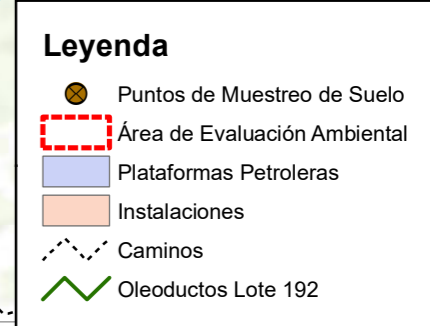 Leyenda
Puntos de Muestreo de Suelo
Área de Evaluación Ambiental
Plataformas Petroleras
Instalaciones
Caminos
Oleoductos Lote 192